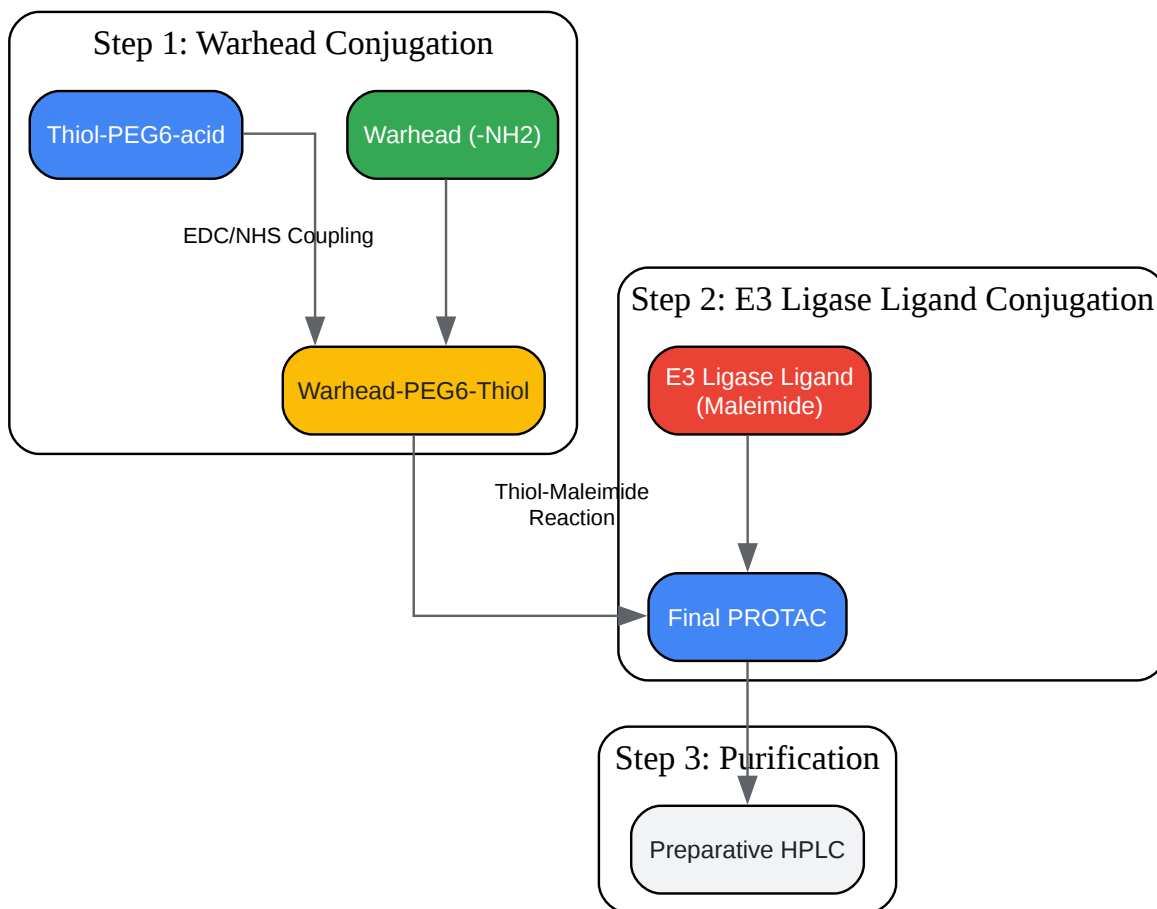 Step 1: Warhead Conjugation
Thiol-PEG6-acid
Warhead (-NH2)
EDC/NHS Coupling
Warhead-PEG6-Thiol
Step 2: E3 Ligase Ligand Conjugation
E3 Ligase Ligand
(Maleimide)
Thiol-Maleimide
Reaction
Final PROTAC
Step 3: Purification
Preparative HPLC